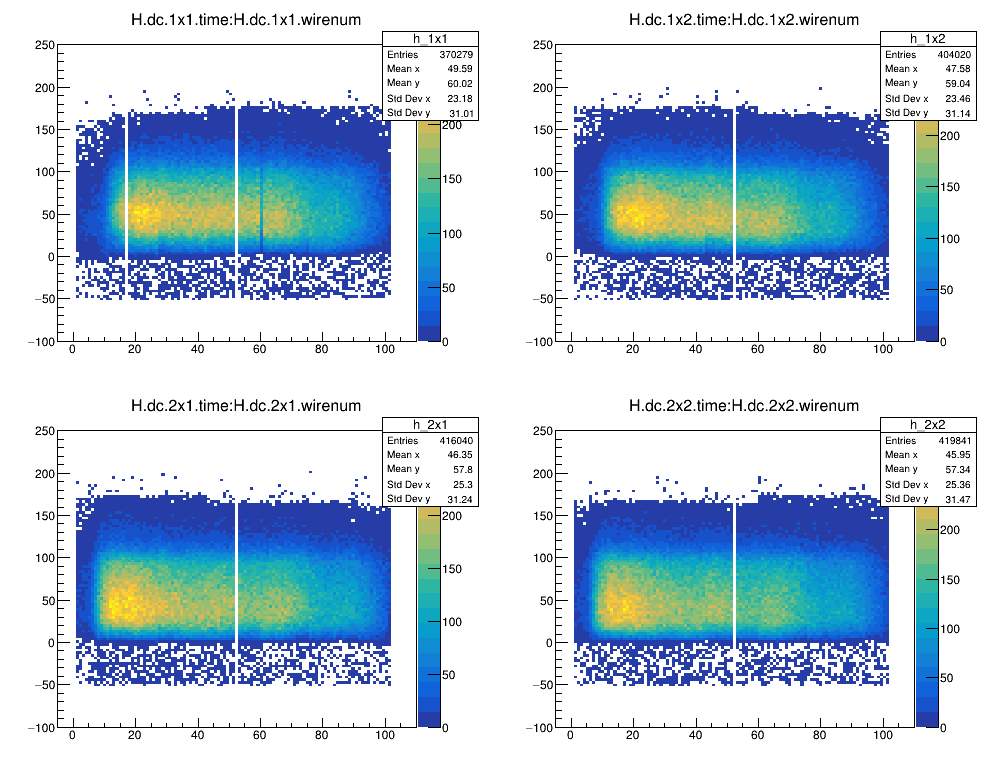 H.dc.1x1.time:H.dc.1x1.wirenum
h_1x1
Entries 370279
Mean x 49.59
Mean y 60.02
Std Dev x 23.18
Std Dev y 31.01
250
200
150
100
50
0
−50
−100
0 20 40 60 80 100
200
150
100
50
0
H.dc.1x2.time:H.dc.1x2.wirenum
h_1x2
Entries 404020
Mean x 47.58
Mean y 59.04
Std Dev x 23.46
Std Dev y 31.14
250
200
150
100
50
0
−50
−100
0 20 40 60 80 100
200
150
100
50
0
H.dc.2x1.time:H.dc.2x1.wirenum
h_2x1
Entries 416040
Mean x 46.35
Mean y 57.8
Std Dev x 25.3
Std Dev y 31.24
250
200
150
100
50
0
−50
−100
0 20 40 60 80 100
200
150
100
50
0
H.dc.2x2.time:H.dc.2x2.wirenum
h_2x2
Entries 419841
Mean x 45.95
Mean y 57.34
Std Dev x 25.36
Std Dev y 31.47
250
200
150
100
50
0
−50
−100
0 20 40 60 80 100
200
150
100
50
0